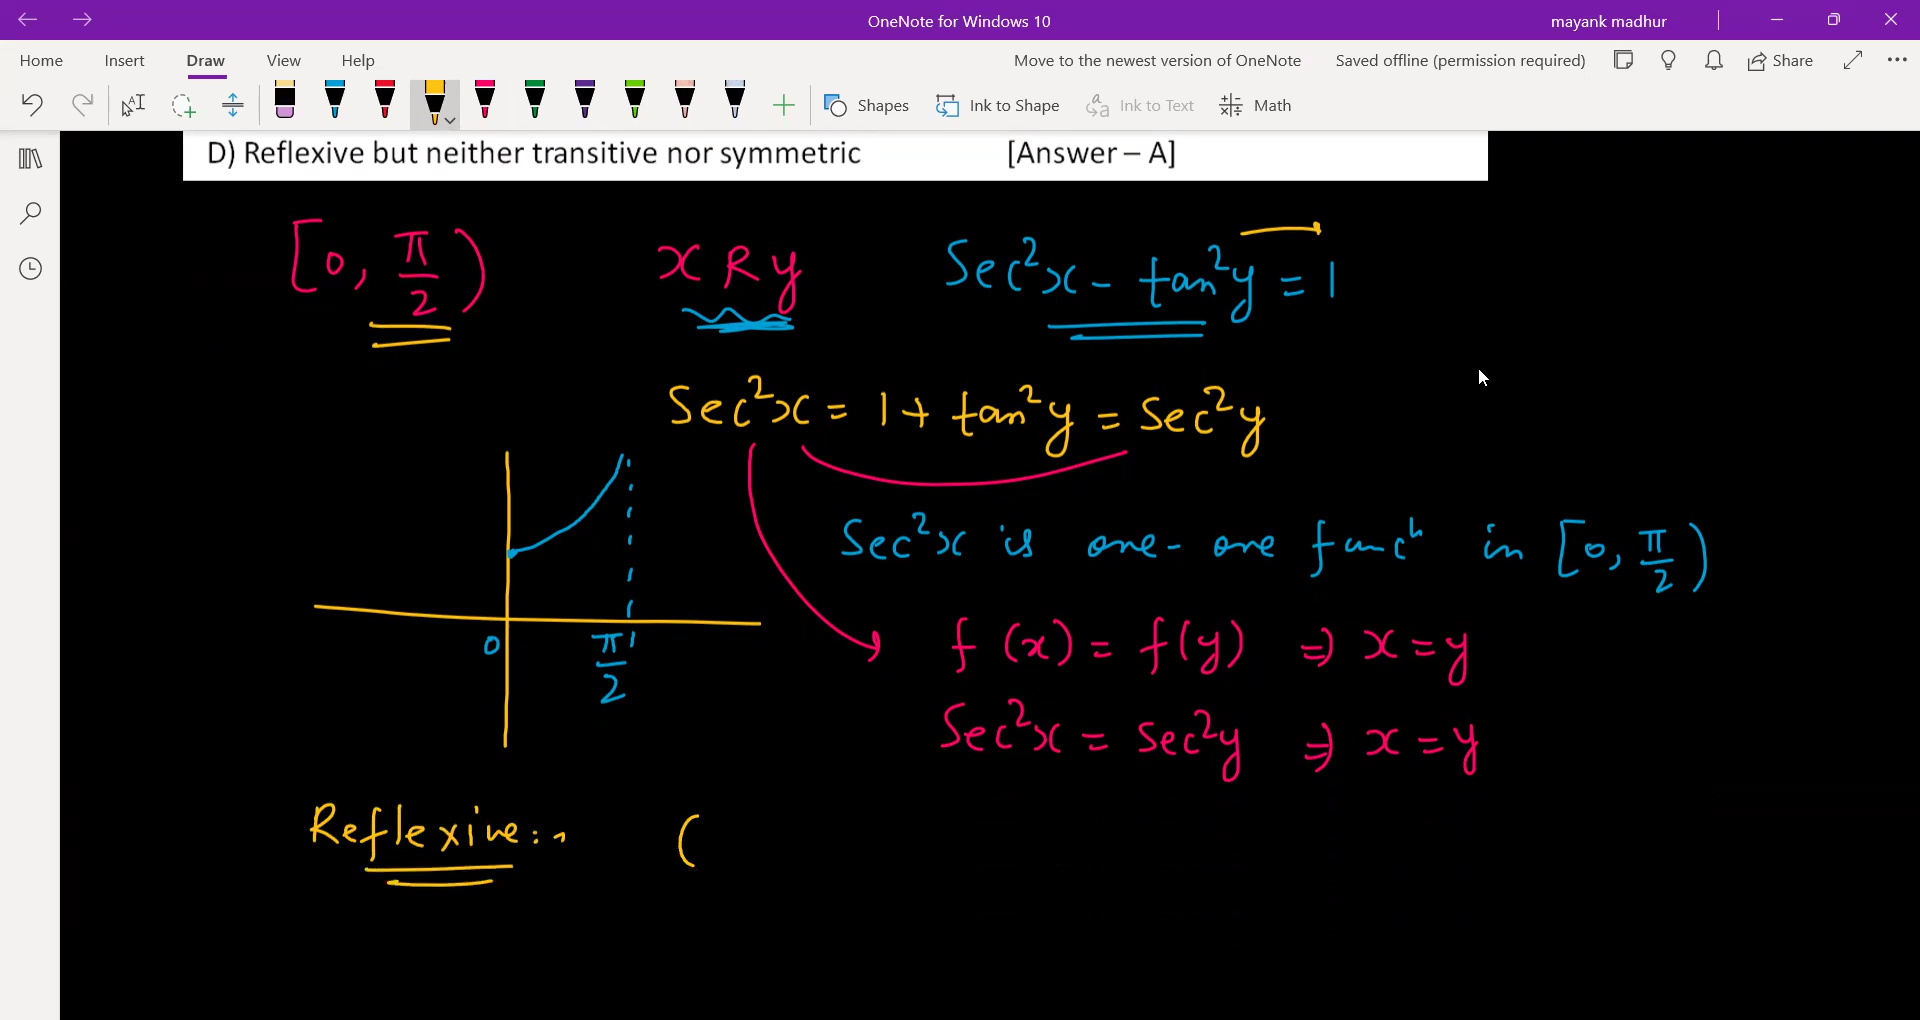 OneNote for Windows 10
mayank madhur
Home Insert Draw View Help
Move to the newest version of OneNote Saved offline (permission required) Share
Shapes Ink to Shape Ink to Text Math
D) Reflexive but neither transitive nor symmetric [Answer – A]
[0, π/2) x R y Sec²x - tan²y = 1
Sec²x = 1 + tan²y = Sec²y
Sec²x is one-one funcⁿ in [0, π/2)
0 π/2
f(x) = f(y) ⇒ x = y
Sec²x = Sec²y ⇒ x = y
Reflexive:- (